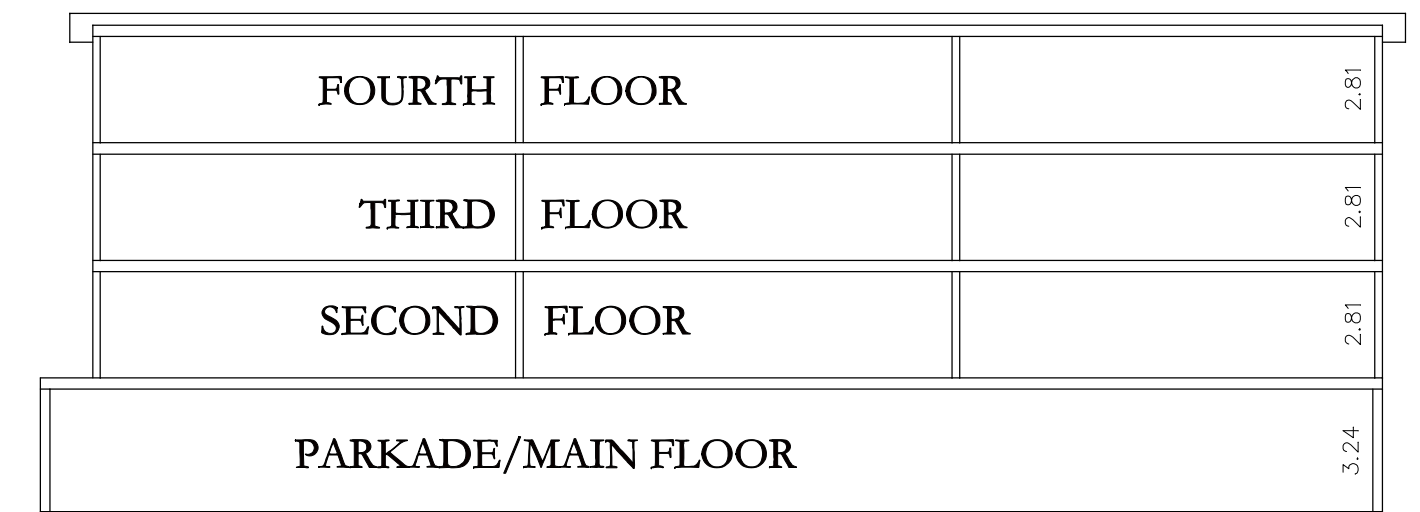 FOURTH FLOOR 2.81
THIRD FLOOR 2.81
SECOND FLOOR 2.81
PARKADE/MAIN FLOOR 3.24